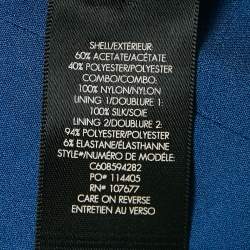 SHELL/EXTÉRIEUR:
60% ACETATE/ACÉTATE
40% POLYESTER/POLYESTER
COMBO/COMBO:
100% NYLON/NYLON
LINING 1/DOUBLURE 1:
100% SILK/SOIE
LINING 2/DOUBLURE 2:
94% POLYESTER/POLYESTER
6% ELASTANE/ÉLASTHANNE
STYLE#/NUMÉRO DE MODÈLE:
C608594282
PO# 114405
RN# 107677
CARE ON REVERSE
ENTRETIEN AU VERSO